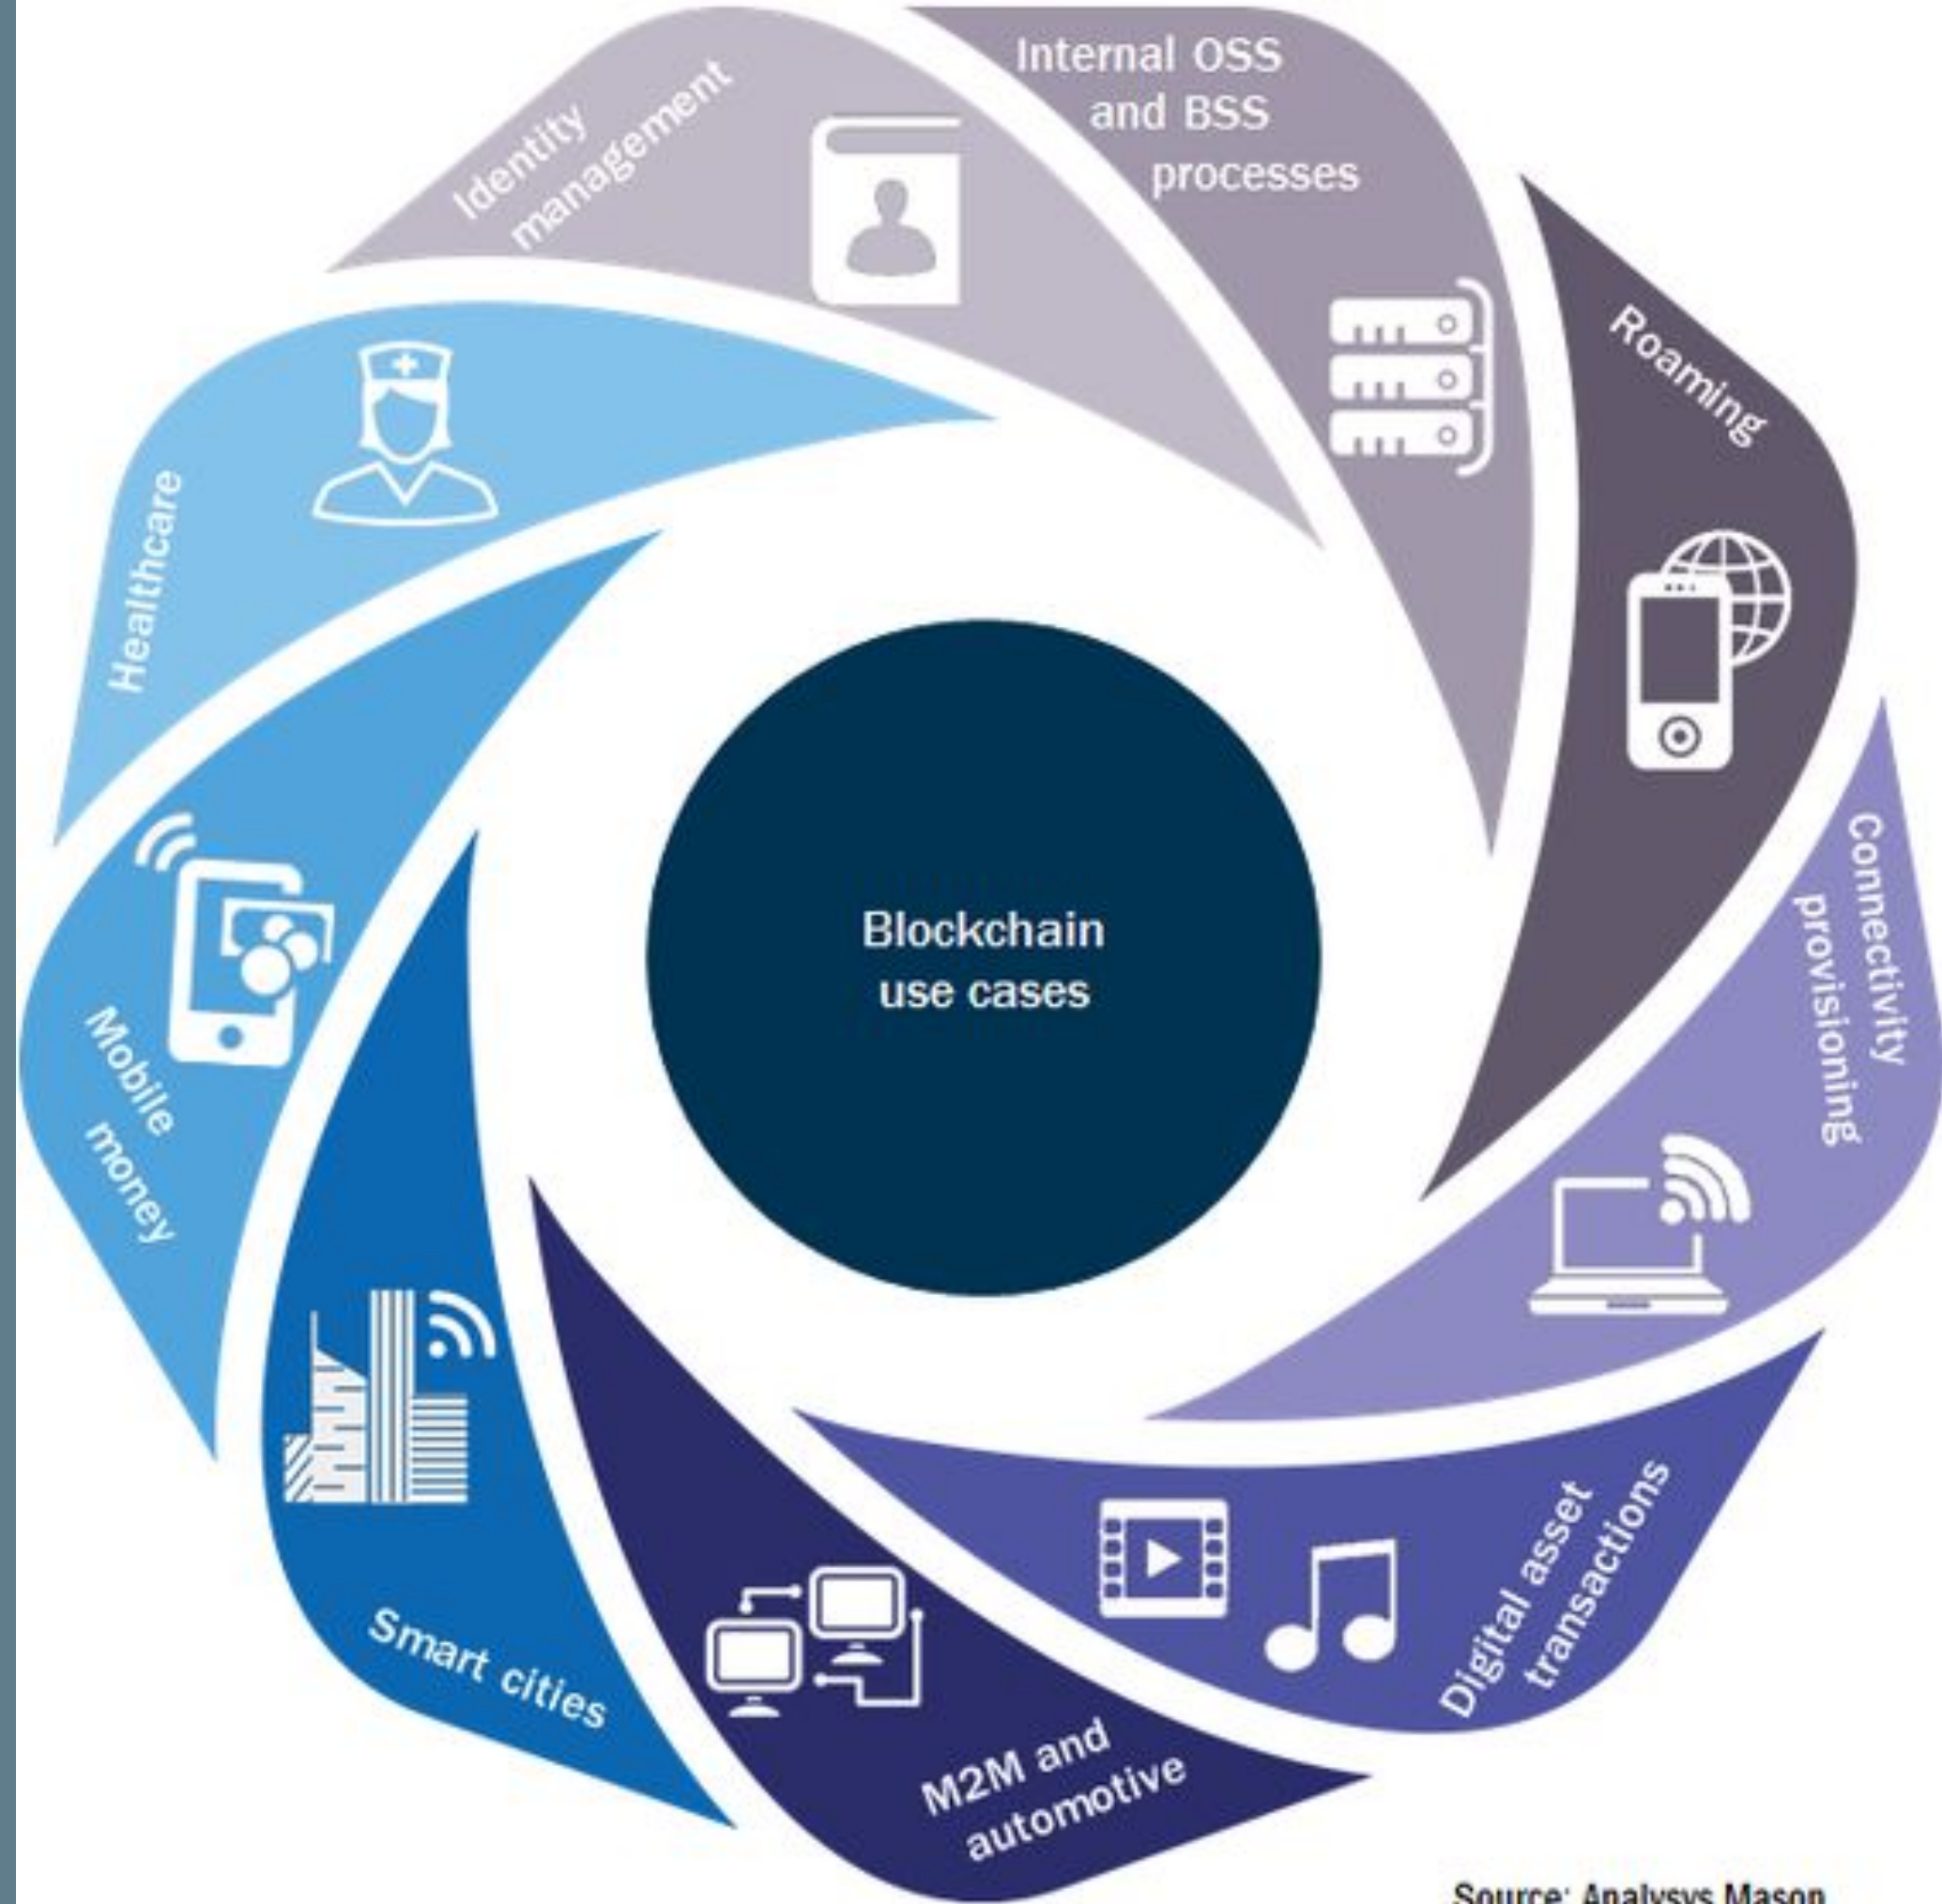 Internal OSS
and BSS
processes
Roaming
Connectivity
provisioning
Digital asset
transactions
M2M and
automotive
Smart cities
Mobile
money
Healthcare
Identity
management
Blockchain
use cases
Source: Analysys Mason